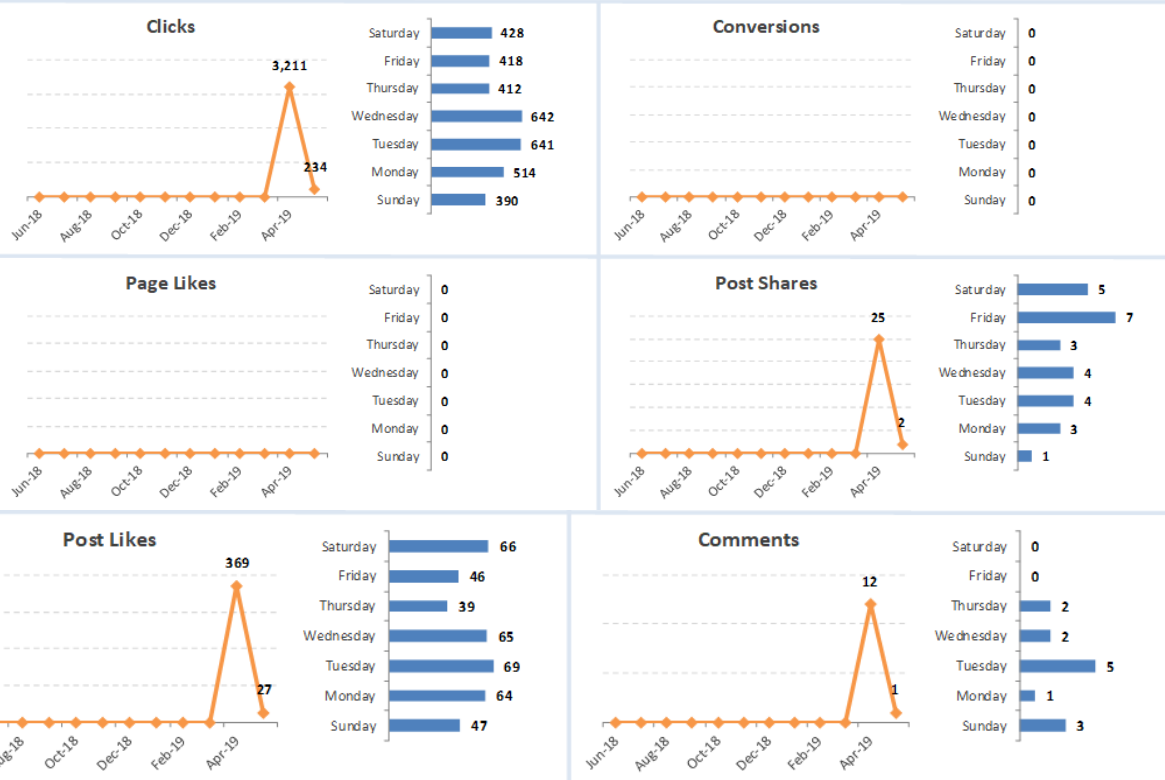 Clicks
3,211
234
Jun-18
Aug-18
Oct-18
Dec-18
Feb-19
Apr-19
Saturday 428
Friday 418
Thursday 412
Wednesday 642
Tuesday 641
Monday 514
Sunday 390
Conversions
Jun-18
Aug-18
Oct-18
Dec-18
Feb-19
Apr-19
Saturday 0
Friday 0
Thursday 0
Wednesday 0
Tuesday 0
Monday 0
Sunday 0
Page Likes
Jun-18
Aug-18
Oct-18
Dec-18
Feb-19
Apr-19
Saturday 0
Friday 0
Thursday 0
Wednesday 0
Tuesday 0
Monday 0
Sunday 0
Post Shares
25
2
Jun-18
Aug-18
Oct-18
Dec-18
Feb-19
Apr-19
Saturday 5
Friday 7
Thursday 3
Wednesday 4
Tuesday 4
Monday 3
Sunday 1
Post Likes
369
27
ug-18
Oct-18
Dec-18
Feb-19
Apr-19
Saturday 66
Friday 46
Thursday 39
Wednesday 65
Tuesday 69
Monday 64
Sunday 47
Comments
12
1
Jun-18
Aug-18
Oct-18
Dec-18
Feb-19
Apr-19
Saturday 0
Friday 0
Thursday 2
Wednesday 2
Tuesday 5
Monday 1
Sunday 3